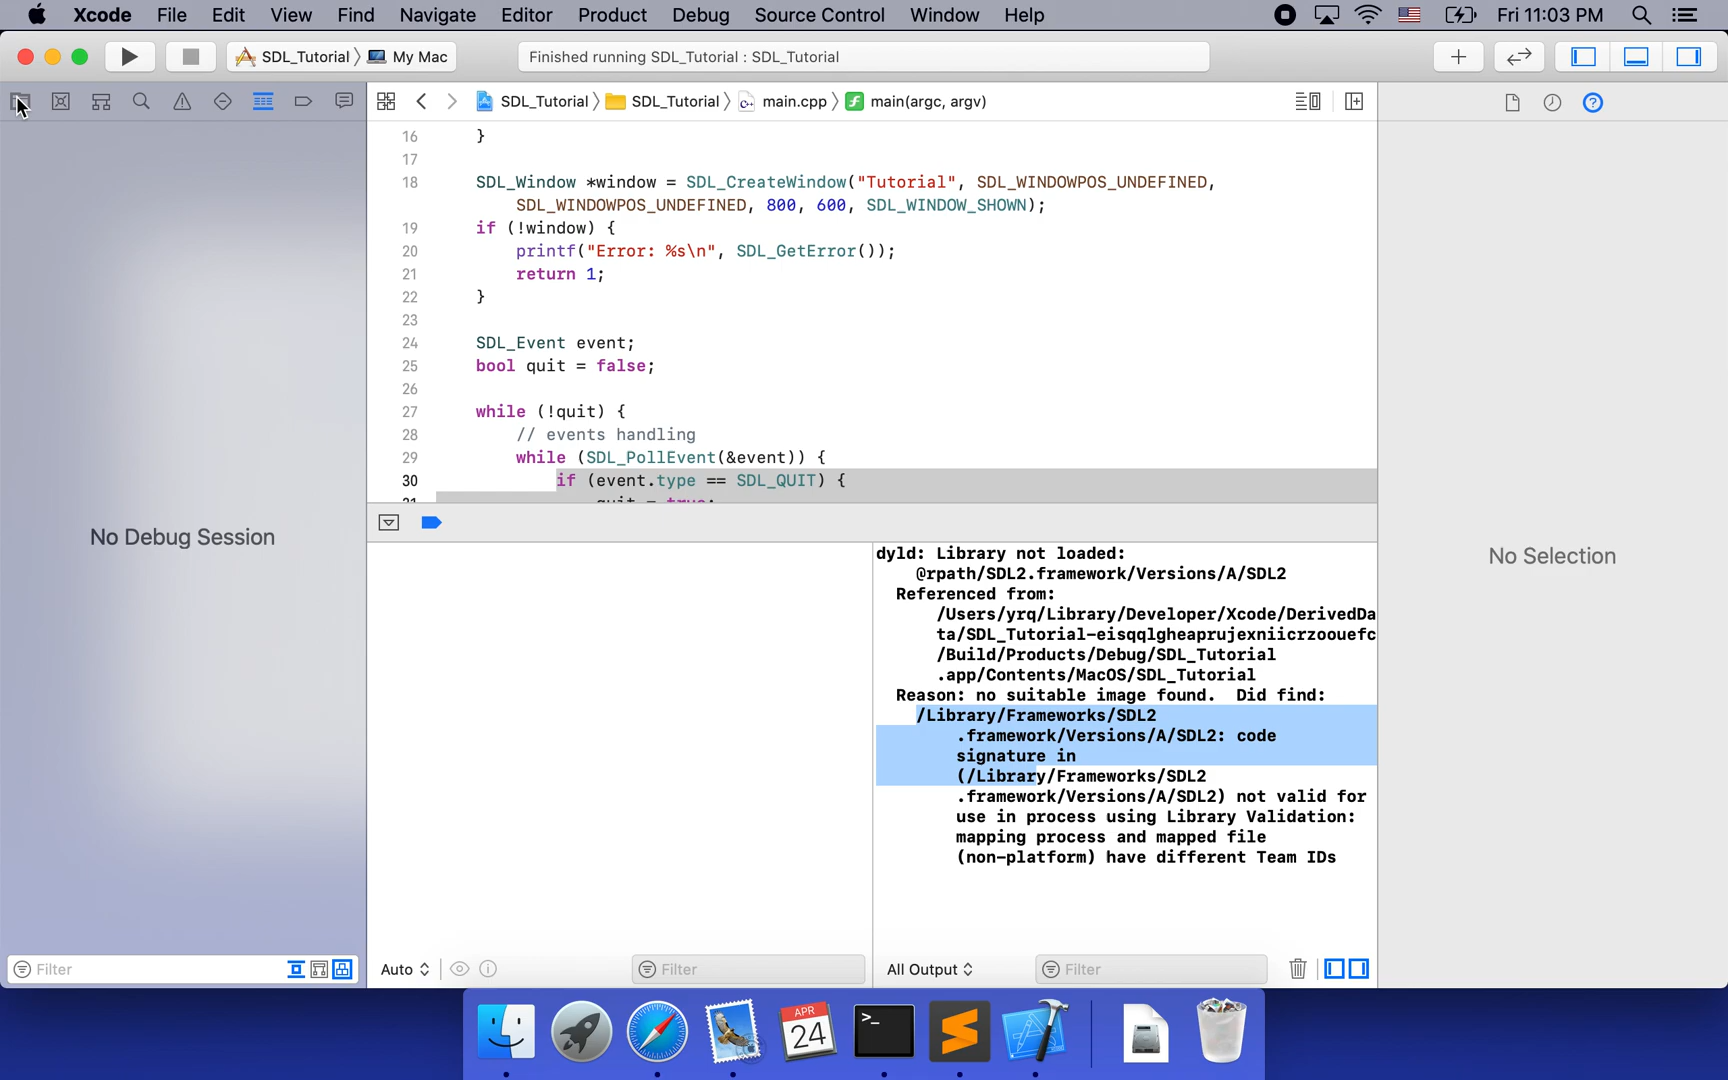 Xcode File Edit View Find Navigate Editor Product Debug Source Control Window Help Fri 11:03 PM
SDL_Tutorial My Mac Finished running SDL_Tutorial : SDL_Tutorial
SDL_Tutorial SDL_Tutorial main.cpp main(argc, argv)
16 }
17
18 SDL_Window *window = SDL_CreateWindow("Tutorial", SDL_WINDOWPOS_UNDEFINED,
SDL_WINDOWPOS_UNDEFINED, 800, 600, SDL_WINDOW_SHOWN);
19 if (!window) {
20 printf("Error: %s\n", SDL_GetError());
21 return 1;
22 }
23
24 SDL_Event event;
25 bool quit = false;
26
27 while (!quit) {
28 // events handling
29 while (SDL_PollEvent(&event)) {
30 if (event.type == SDL_QUIT) {
31 quit = true;
No Debug Session
No Selection
dyld: Library not loaded:
@rpath/SDL2.framework/Versions/A/SDL2
Referenced from:
/Users/yrq/Library/Developer/Xcode/DerivedDa
ta/SDL_Tutorial-eisqqlgheaprujexniicrzoouefc
/Build/Products/Debug/SDL_Tutorial
.app/Contents/MacOS/SDL_Tutorial
Reason: no suitable image found. Did find:
/Library/Frameworks/SDL2
.framework/Versions/A/SDL2: code
signature in
(/Library/Frameworks/SDL2
.framework/Versions/A/SDL2) not valid for
use in process using Library Validation:
mapping process and mapped file
(non-platform) have different Team IDs
Filter Auto Filter All Output Filter
APR
24